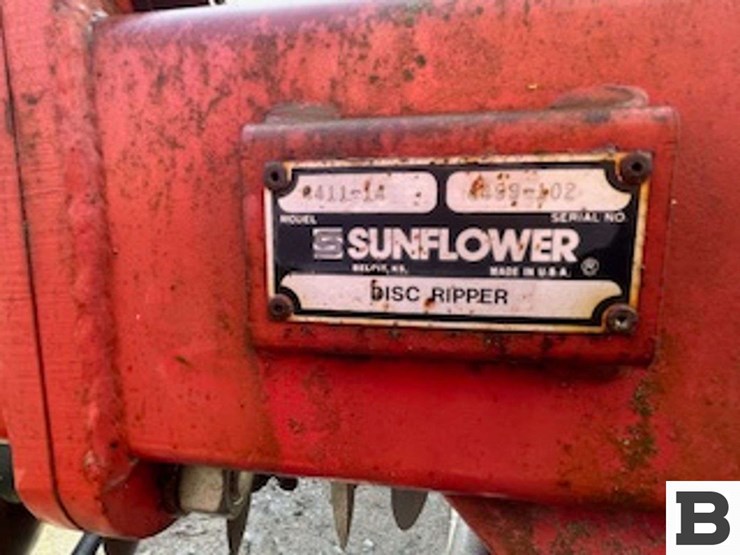 4411-14
MODEL SERIAL NO.
SUNFLOWER
BELOIT, KS. MADE IN U.S.A. ®
DISC RIPPER
B